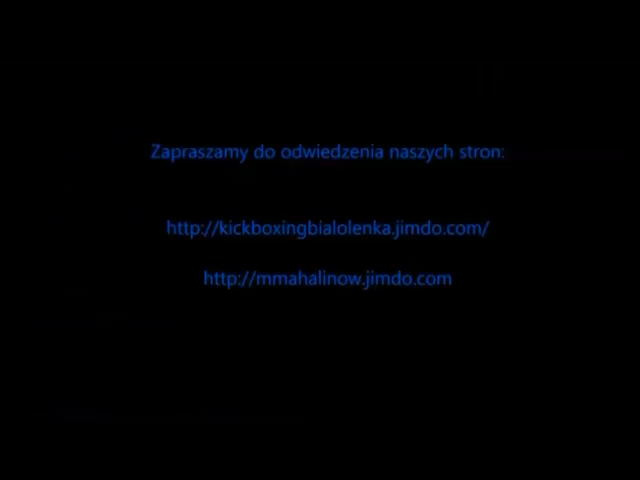 Zapraszamy do odwiedzenia naszych stron:
http://kickboxingbialolenka.jimdo.com/
http://mmahalinow.jimdo.com